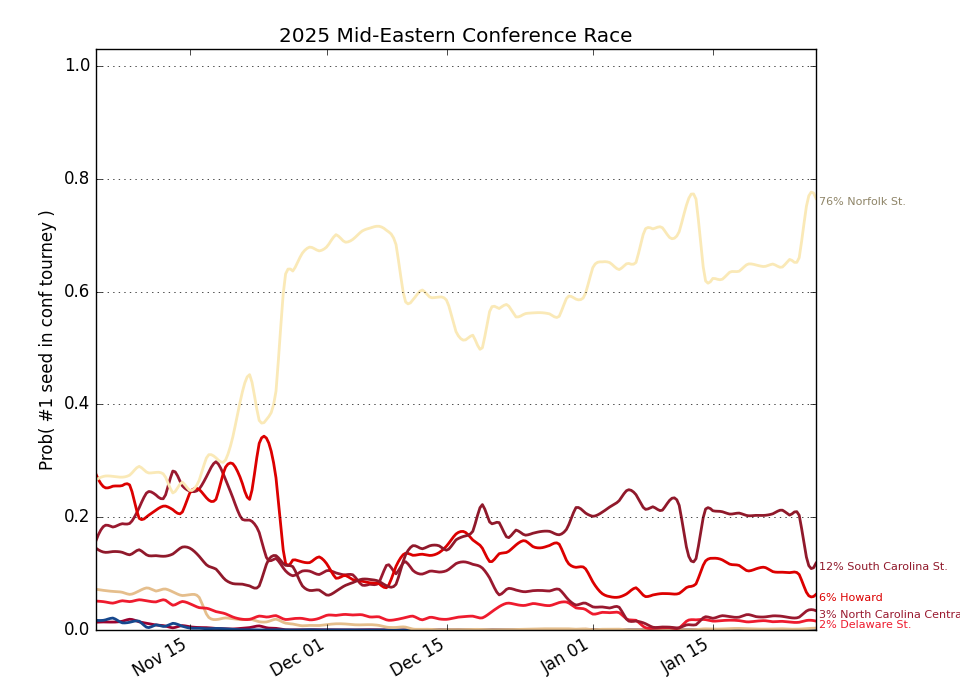 2025 Mid-Eastern Conference Race
Prob( #1 seed in conf tourney )
1.0
0.8
0.6
0.4
0.2
0.0
Nov 15
Dec 01
Dec 15
Jan 01
Jan 15
76% Norfolk St.
12% South Carolina St.
6% Howard
3% North Carolina Centra
2% Delaware St.